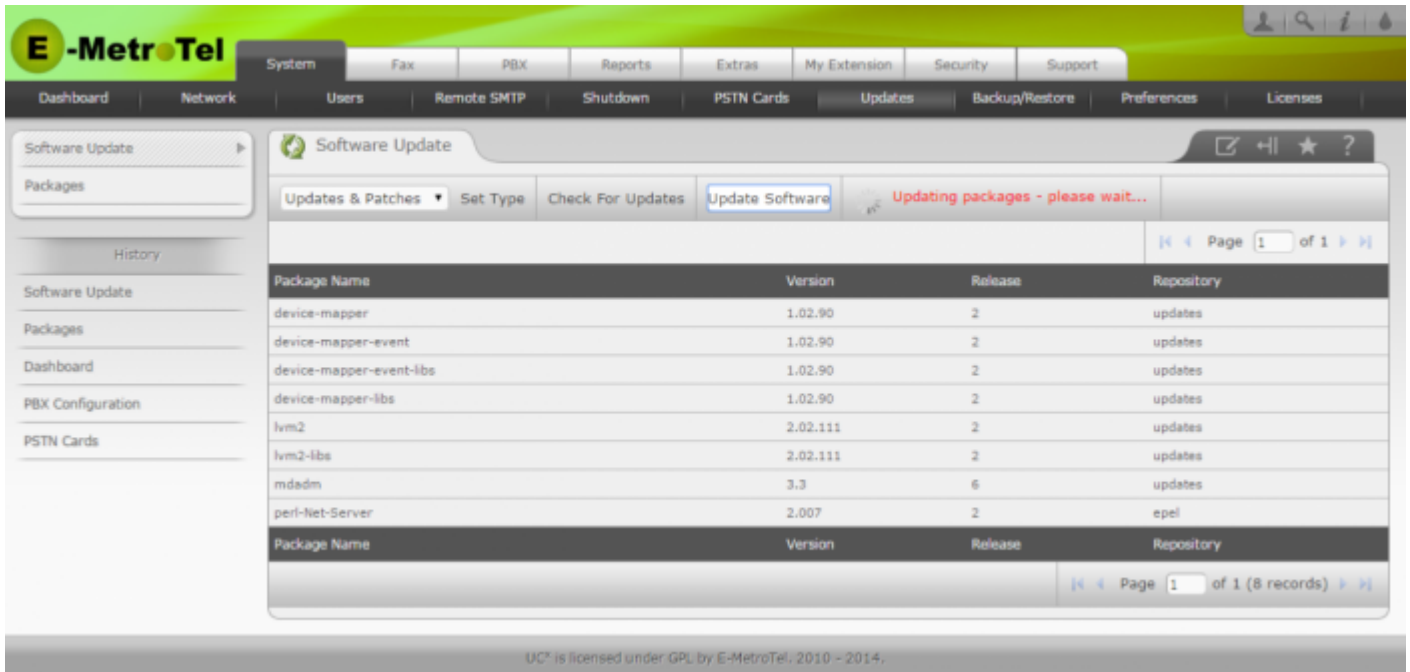 E-MetroTel
System Fax PBX Reports Extras My Extension Security Support
Dashboard Network Users Remote SMTP Shutdown PSTN Cards Updates Backup/Restore Preferences Licenses
Software Update
Packages
History
Software Update
Packages
Dashboard
PBX Configuration
PSTN Cards
Software Update
Updates & Patches Set Type Check For Updates Update Software Updating packages - please wait...
Page 1 of 1
Package Name Version Release Repository
device-mapper 1.02.90 2 updates
device-mapper-event 1.02.90 2 updates
device-mapper-event-libs 1.02.90 2 updates
device-mapper-libs 1.02.90 2 updates
lvm2 2.02.111 2 updates
lvm2-libs 2.02.111 2 updates
mdadm 3.3 6 updates
perl-Net-Server 2.007 2 epel
Package Name Version Release Repository
Page 1 of 1 (8 records)
is licensed under GPL by E-MetroTel. 2010 - 2014.